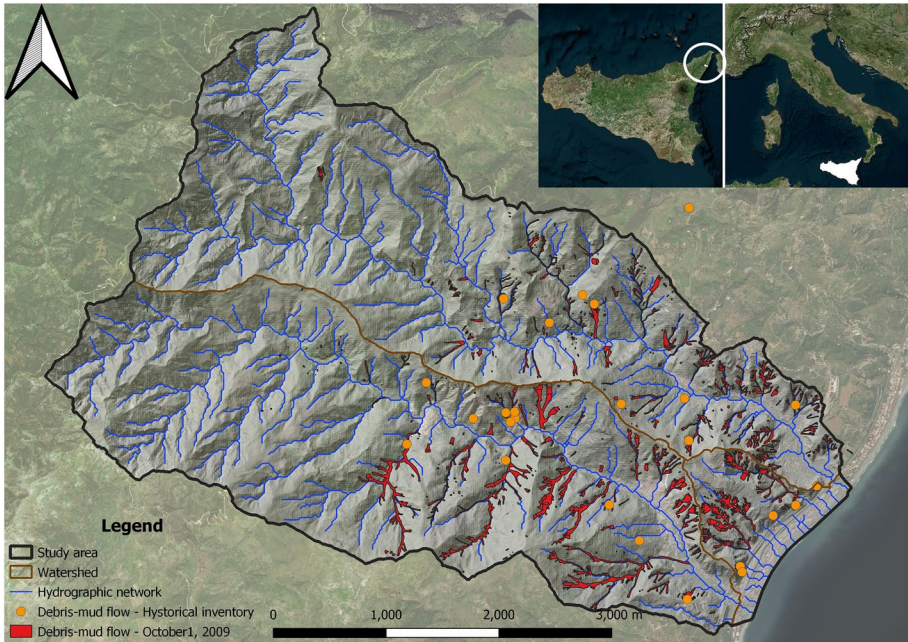 Legend
Study area
Watershed
Hydrographic network
Debris-mud flow - Hystorical inventory
Debris-mud flow - October1, 2009
0 1,000 2,000 3,000 m